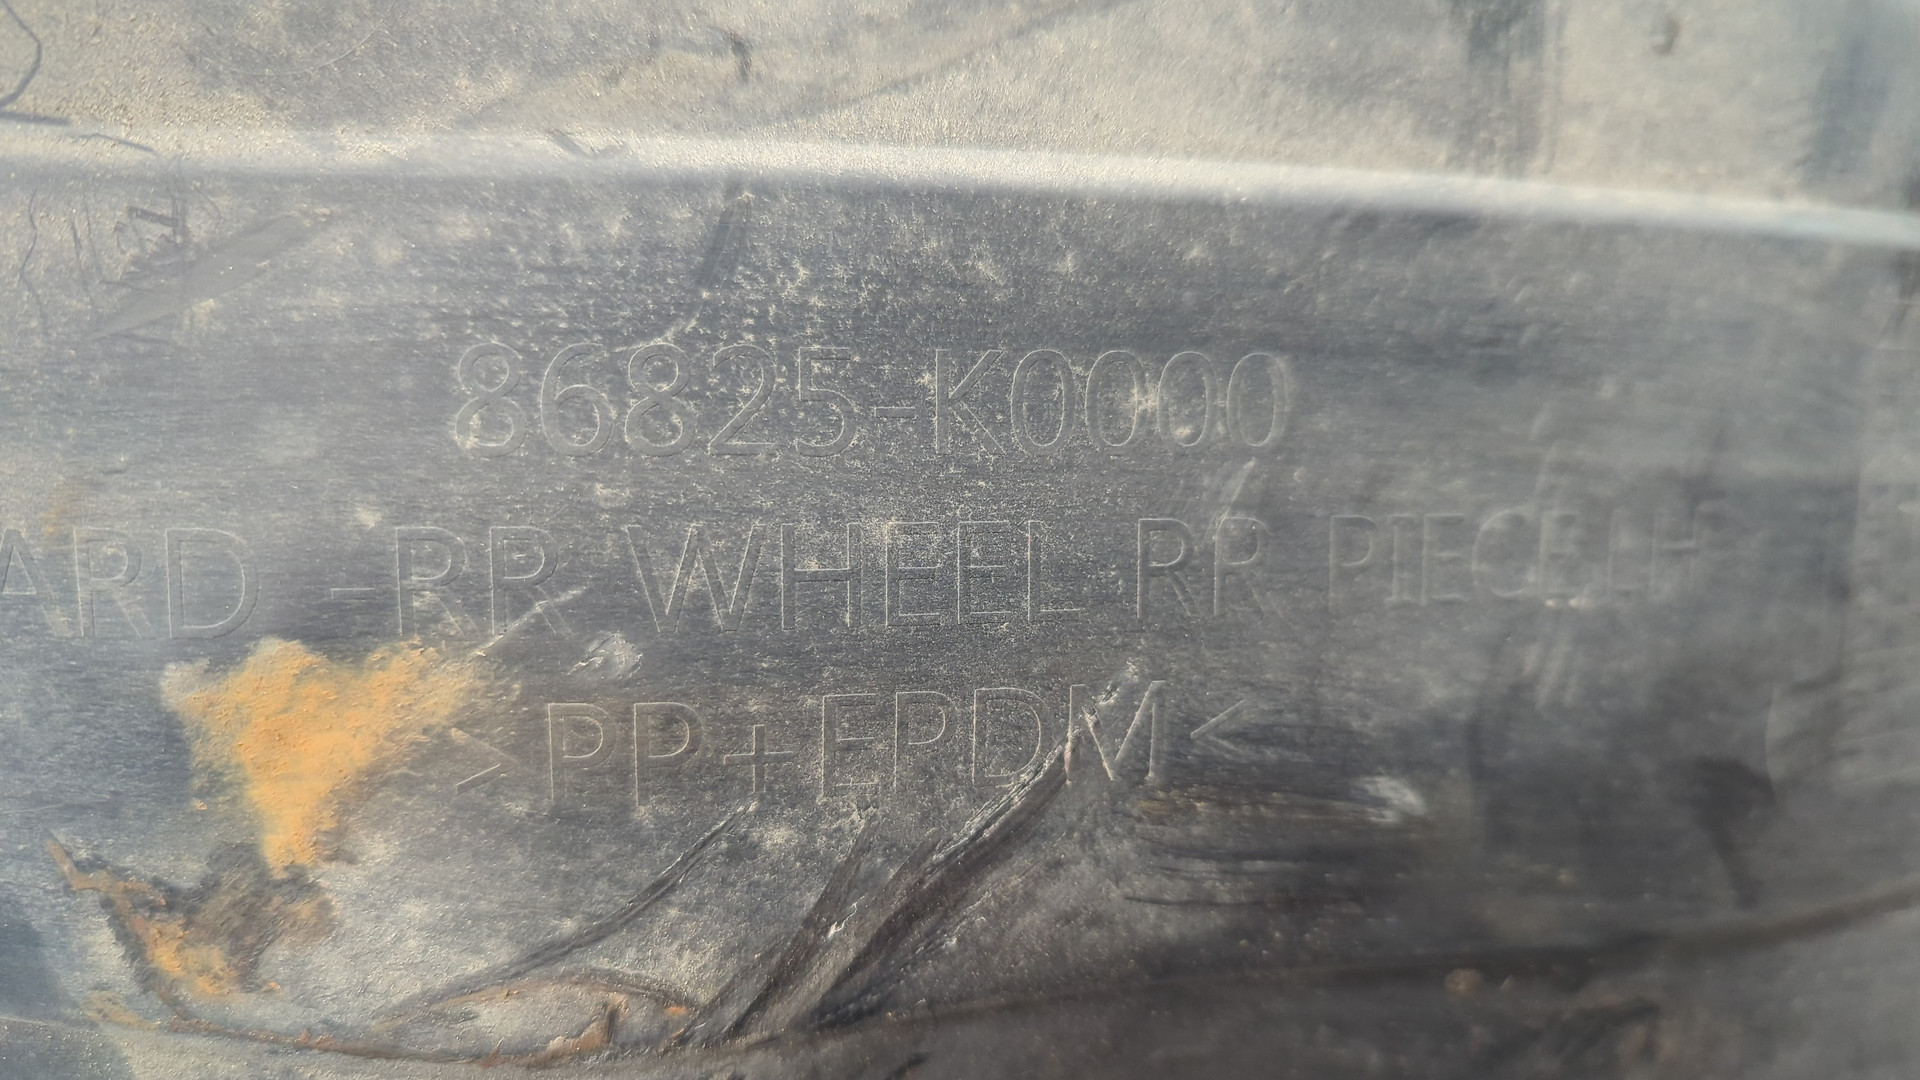 86825-K0000
ARD -RR WHEEL RR PIECE,LH
>PP+EPDM<